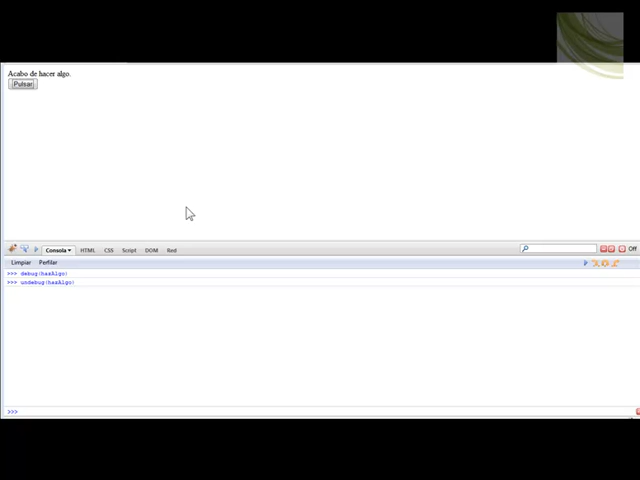 Acabo de hacer algo.
Pulsar
Consola HTML CSS Script DOM Red Off
Limpiar Perfilar
>>> debug(hazAlgo)
>>> undebug(hazAlgo)
>>>